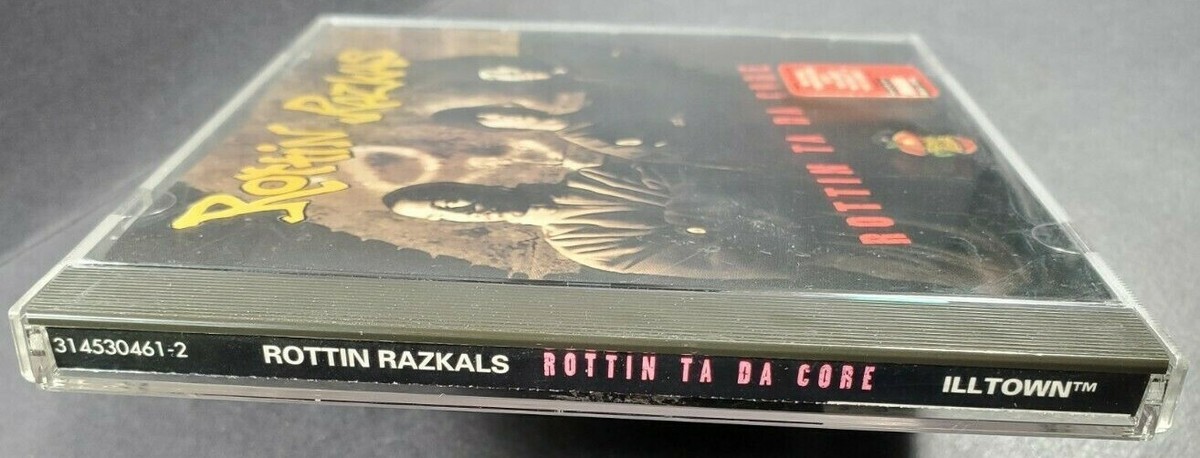 ROTTIN RAZKALS
ROTTIN TA DA CORE
314530461-2 ROTTIN RAZKALS ROTTIN TA DA CORE ILLTOWN™